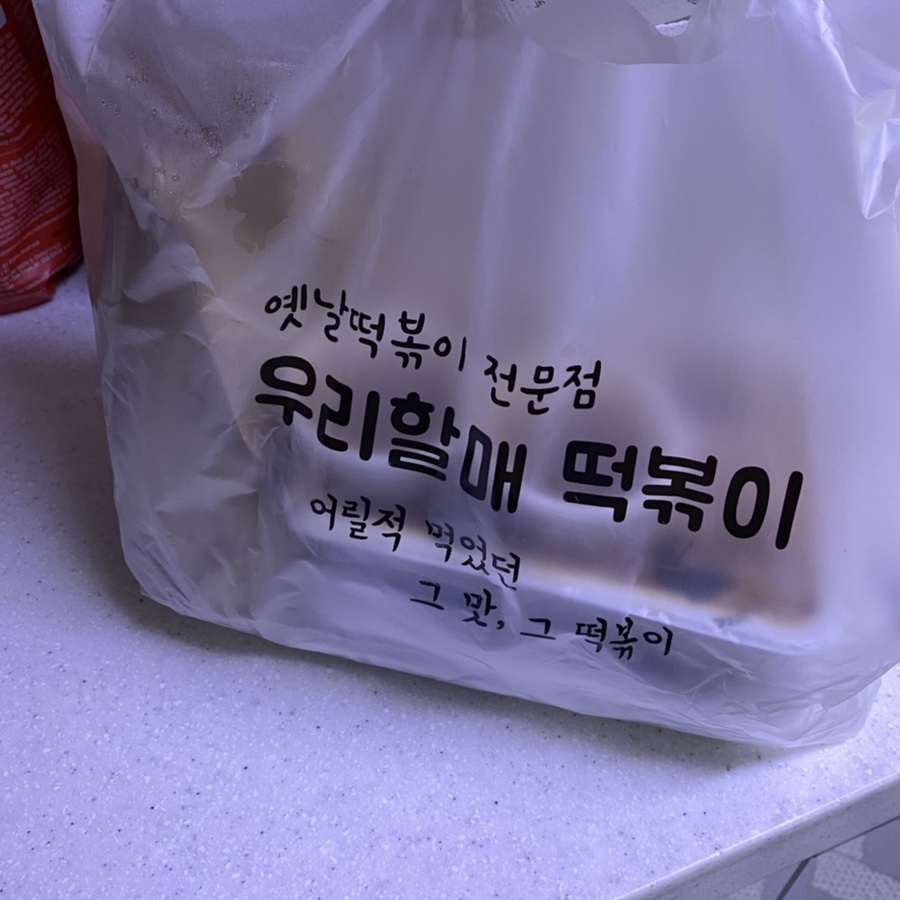 옛날떡볶이 전문점
우리할매 떡볶이
어릴적 먹었던
그 맛, 그 떡볶이